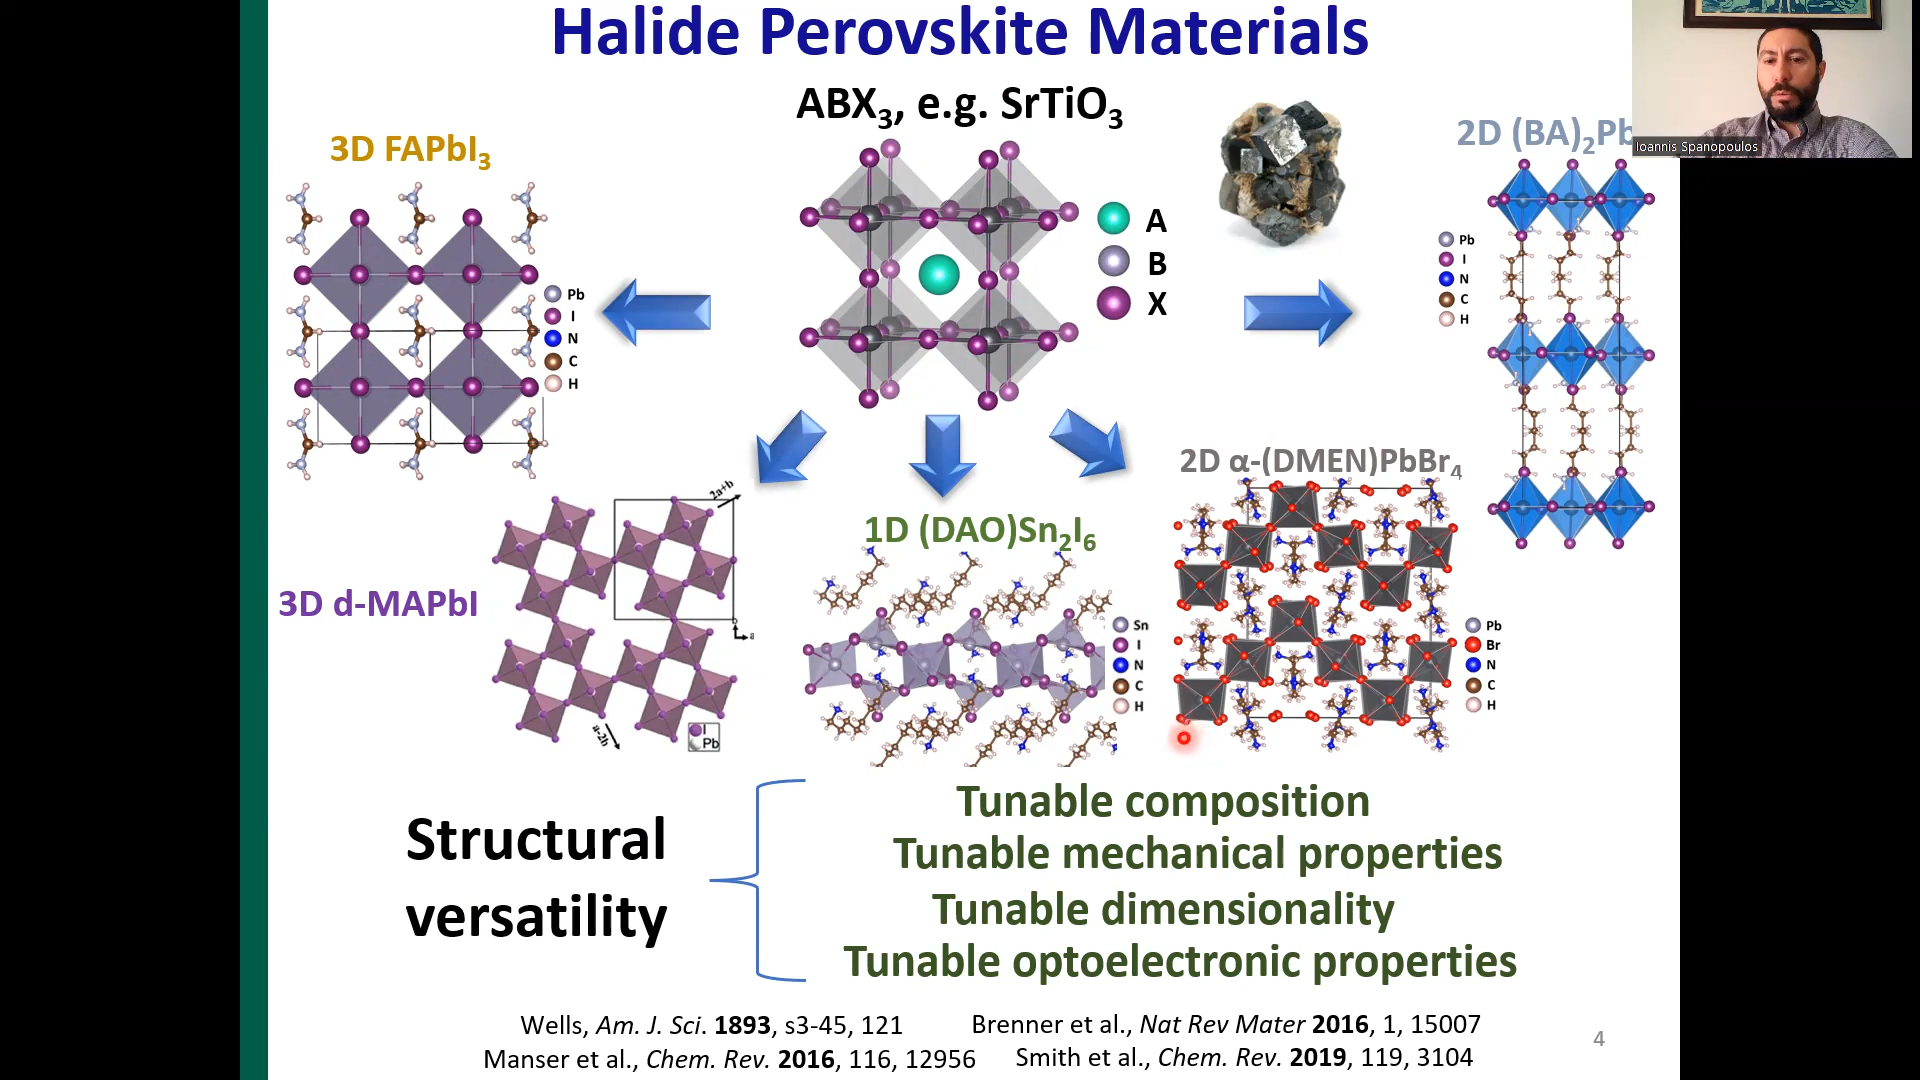 Halide Perovskite Materials
ABX3, e.g. SrTiO3
Ioannis Spanopoulos
3D FAPbI3
Pb
I
N
C
H
A
B
X
2D (BA)2Pb
Pb
I
N
C
H
3D d-MAPbI
2a+b
a
a-2b
I
Pb
1D (DAO)Sn2I6
Sn
I
N
C
H
2D α-(DMEN)PbBr4
Pb
Br
N
C
H
Structural
versatility
Tunable composition
Tunable mechanical properties
Tunable dimensionality
Tunable optoelectronic properties
Wells, Am. J. Sci. 1893, s3-45, 121
Brenner et al., Nat Rev Mater 2016, 1, 15007
Manser et al., Chem. Rev. 2016, 116, 12956
Smith et al., Chem. Rev. 2019, 119, 3104
4